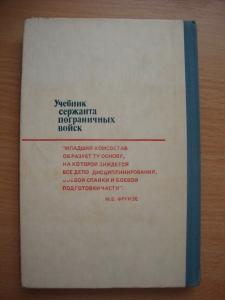 Учебник
сержанта
пограничных
войск
"МЛАДШИЙ КОМСОСТАВ
ОБРАЗУЕТ ТУ ОСНОВУ,
НА КОТОРОЙ ЗИЖДЕТСЯ
ВСЕ ДЕЛО ДИСЦИПЛИНИРОВАНИЯ,
БОЕВОЙ СПАЙКИ И БОЕВОЙ
ПОДГОТОВКИ ЧАСТИ".
М.В. ФРУНЗЕ